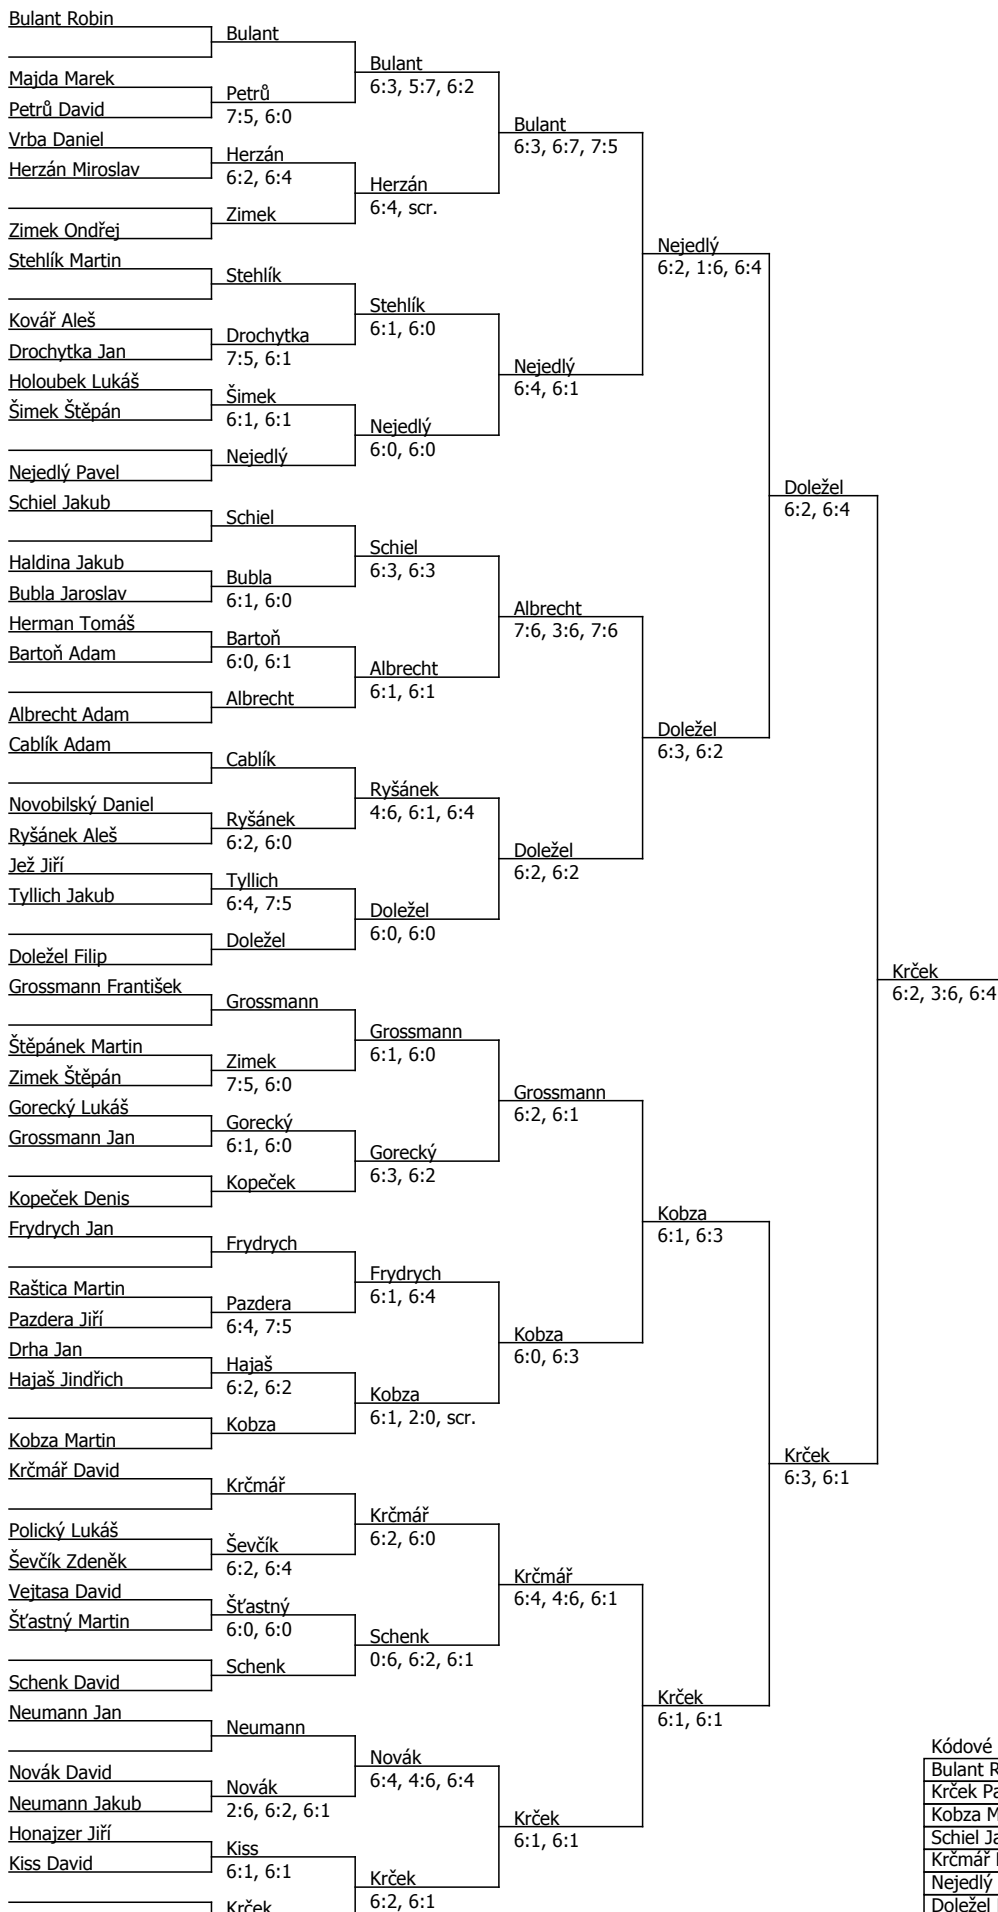 Bulant Robin
Bulant
Bulant
6:3, 5:7, 6:2
Majda Marek
Petrů
Petrů David
7:5, 6:0
Bulant
6:3, 6:7, 7:5
Vrba Daniel
Herzán
Herzán Miroslav
6:2, 6:4
Herzán
6:4, scr.
Zimek
Zimek Ondřej
Nejedlý
6:2, 1:6, 6:4
Stehlík Martin
Stehlík
Stehlík
6:1, 6:0
Kovář Aleš
Drochytka
Drochytka Jan
7:5, 6:1
Nejedlý
6:4, 6:1
Holoubek Lukáš
Šimek
Šimek Štěpán
6:1, 6:1
Nejedlý
6:0, 6:0
Nejedlý
Nejedlý Pavel
Doležel
6:2, 6:4
Schiel Jakub
Schiel
Schiel
6:3, 6:3
Haldina Jakub
Bubla
Bubla Jaroslav
6:1, 6:0
Albrecht
7:6, 3:6, 7:6
Herman Tomáš
Bartoň
Bartoň Adam
6:0, 6:1
Albrecht
6:1, 6:1
Albrecht
Albrecht Adam
Doležel
6:3, 6:2
Cablík Adam
Cablík
Ryšánek
4:6, 6:1, 6:4
Novobilský Daniel
Ryšánek
Ryšánek Aleš
6:2, 6:0
Doležel
6:2, 6:2
Jež Jiří
Tyllich
Tyllich Jakub
6:4, 7:5
Doležel
6:0, 6:0
Doležel
Doležel Filip
Krček
6:2, 3:6, 6:4
Grossmann František
Grossmann
Grossmann
6:1, 6:0
Štěpánek Martin
Zimek
Zimek Štěpán
7:5, 6:0
Grossmann
6:2, 6:1
Gorecký Lukáš
Gorecký
Grossmann Jan
6:1, 6:0
Gorecký
6:3, 6:2
Kopeček
Kopeček Denis
Kobza
6:1, 6:3
Frydrych Jan
Frydrych
Frydrych
6:1, 6:4
Raštica Martin
Pazdera
Pazdera Jiří
6:4, 7:5
Kobza
6:0, 6:3
Drha Jan
Hajaš
Hajaš Jindřich
6:2, 6:2
Kobza
6:1, 2:0, scr.
Kobza
Kobza Martin
Krček
6:3, 6:1
Krčmář David
Krčmář
Krčmář
6:2, 6:0
Polický Lukáš
Ševčík
Ševčík Zdeněk
6:2, 6:4
Krčmář
6:4, 4:6, 6:1
Vejtasa David
Šťastný
Šťastný Martin
6:0, 6:0
Schenk
0:6, 6:2, 6:1
Schenk
Schenk David
Krček
6:1, 6:1
Neumann Jan
Neumann
Novák
6:4, 4:6, 6:4
Novák David
Novák
Neumann Jakub
2:6, 6:2, 6:1
Krček
6:1, 6:1
Honajzer Jiří
Kiss
Kiss David
6:1, 6:1
Krček
6:2, 6:1
Krček
Kódové
Bulant R
Krček Pa
Kobza M
Schiel Ja
Krčmář
Nejedlý
Doležel